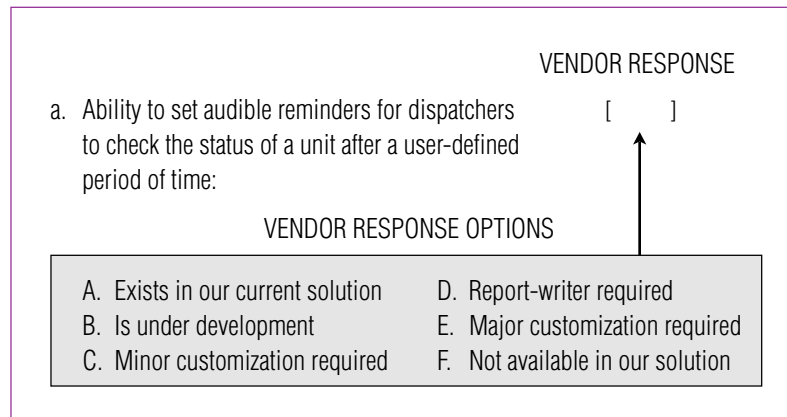 VENDOR RESPONSE
a. Ability to set audible reminders for dispatchers [ ]
to check the status of a unit after a user-defined
period of time:
VENDOR RESPONSE OPTIONS
A. Exists in our current solution
B. Is under development
C. Minor customization required
D. Report-writer required
E. Major customization required
F. Not available in our solution